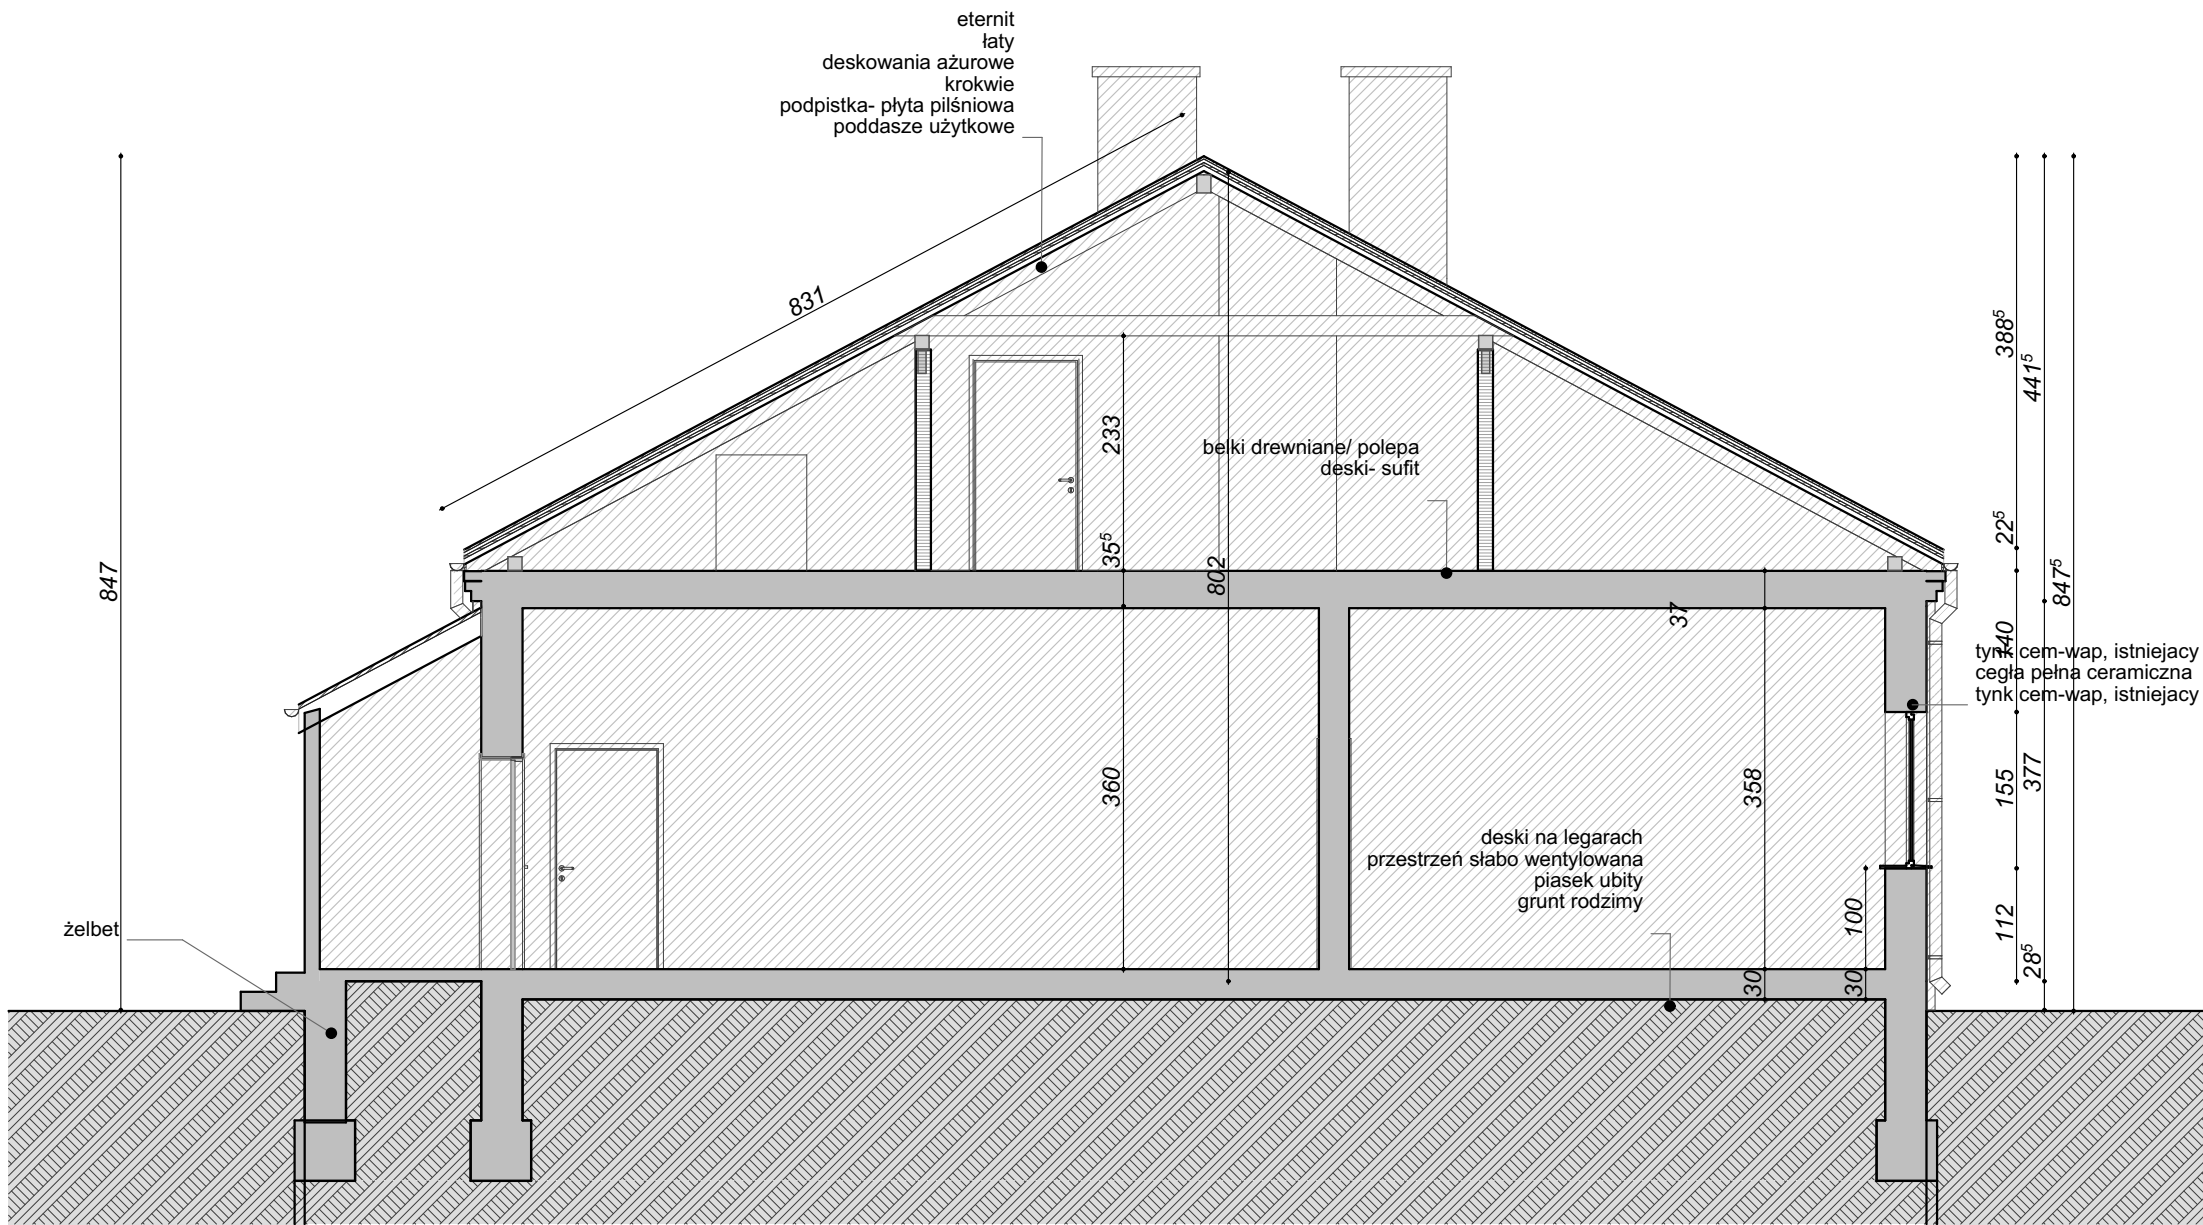 eternit
łaty
deskowania ażurowe
krokwie
podpistka- płyta pilśniowa
poddasze użytkowe
831
847
233
35⁵
802
360
belki drewniane/ polepa
deski- sufit
37
358
30
deski na legarach
przestrzeń słabo wentylowana
piasek ubity
grunt rodzimy
100
30
388⁵
441⁵
22⁵
847⁵
140
tynk cem-wap, istniejacy
cegła pełna ceramiczna
tynk cem-wap, istniejacy
155
377
112
28⁵
żelbet